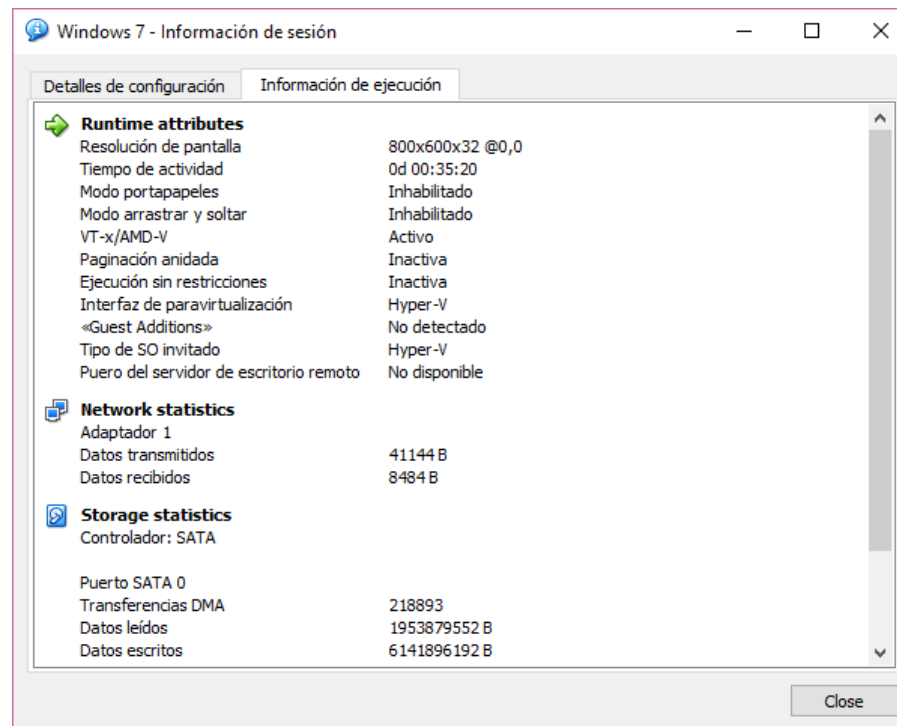 Windows 7 - Información de sesión
Detalles de configuración Información de ejecución
Runtime attributes
Resolución de pantalla 800x600x32 @0,0
Tiempo de actividad 0d 00:35:20
Modo portapapeles Inhabilitado
Modo arrastrar y soltar Inhabilitado
VT-x/AMD-V Activo
Paginación anidada Inactiva
Ejecución sin restricciones Inactiva
Interfaz de paravirtualización Hyper-V
«Guest Additions» No detectado
Tipo de SO invitado Hyper-V
Puero del servidor de escritorio remoto No disponible
Network statistics
Adaptador 1
Datos transmitidos 41144 B
Datos recibidos 8484 B
Storage statistics
Controlador: SATA
Puerto SATA 0
Transferencias DMA 218893
Datos leídos 1953879552 B
Datos escritos 6141896192 B
Close